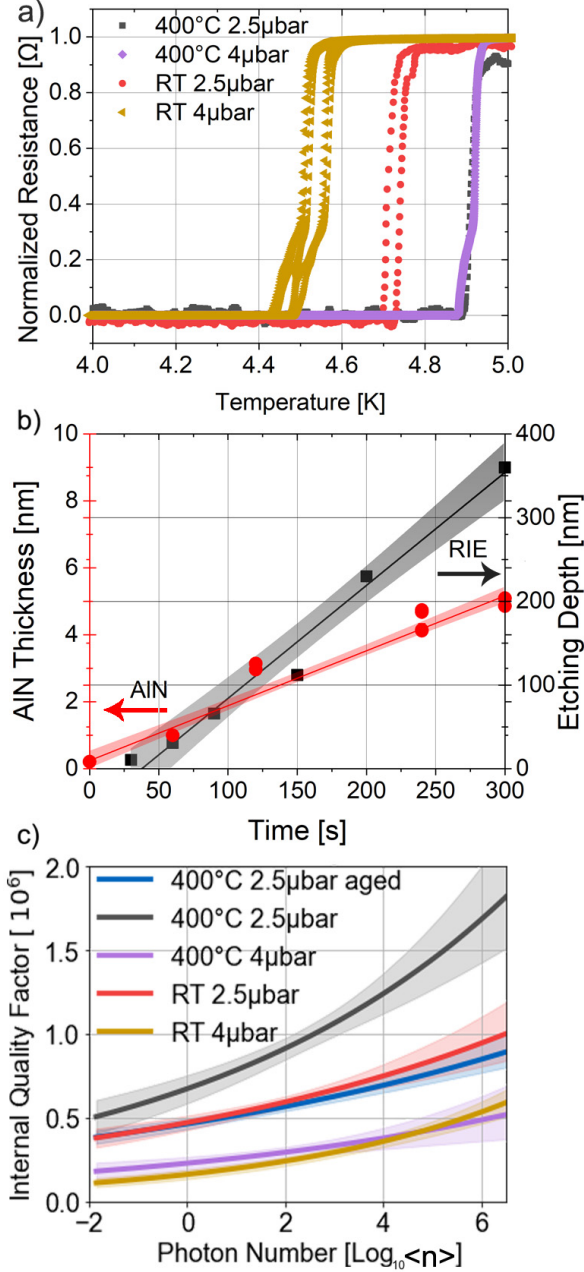 a)
400°C 2.5μbar
400°C 4μbar
RT 2.5μbar
RT 4μbar
Normalized Resistance [Ω]
1.0
0.8
0.6
0.4
0.2
0.0
4.0 4.2 4.4 4.6 4.8 5.0
Temperature [K]
b)
AlN Thickness [nm]
10
8
6
4
2
0
400
300
200
100
0
Etching Depth [nm]
RIE
AlN
0 50 100 150 200 250 300
Time [s]
c)
Internal Quality Factor [10⁶]
2.0
1.5
1.0
0.5
0.0
400°C 2.5μbar aged
400°C 2.5μbar
400°C 4μbar
RT 2.5μbar
RT 4μbar
−2 0 2 4 6
Photon Number [Log₁₀<n>]